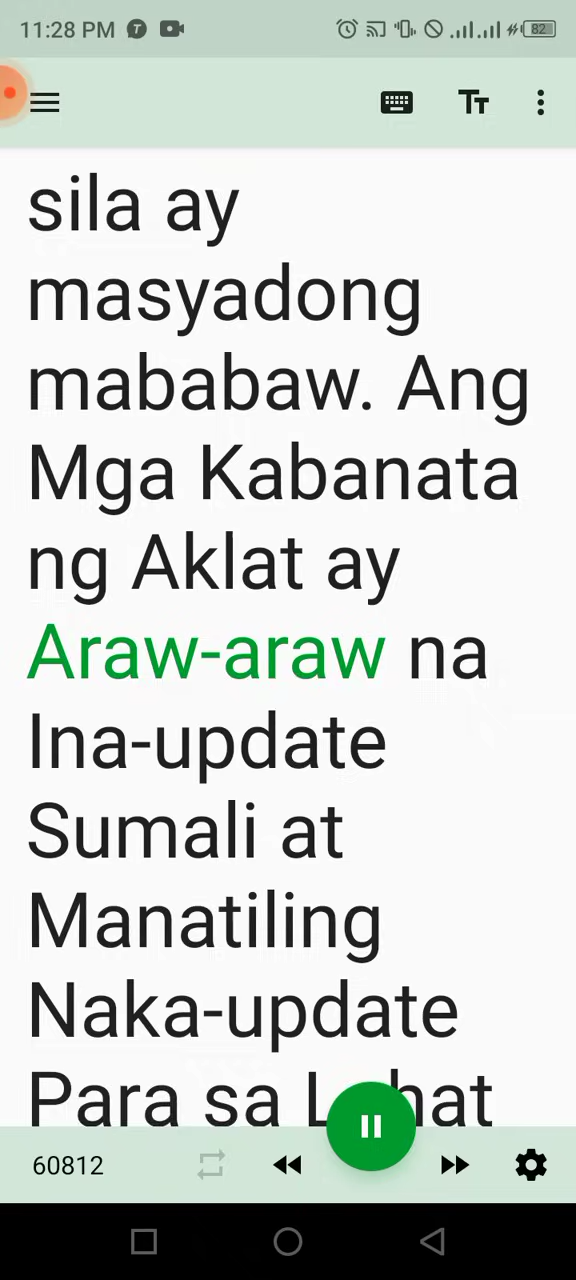 11:28 PM
82
sila ay
masyadong
mababaw. Ang
Mga Kabanata
ng Aklat ay
Araw-araw na
Ina-update
Sumali at
Manatiling
Naka-update
Para sa
60812